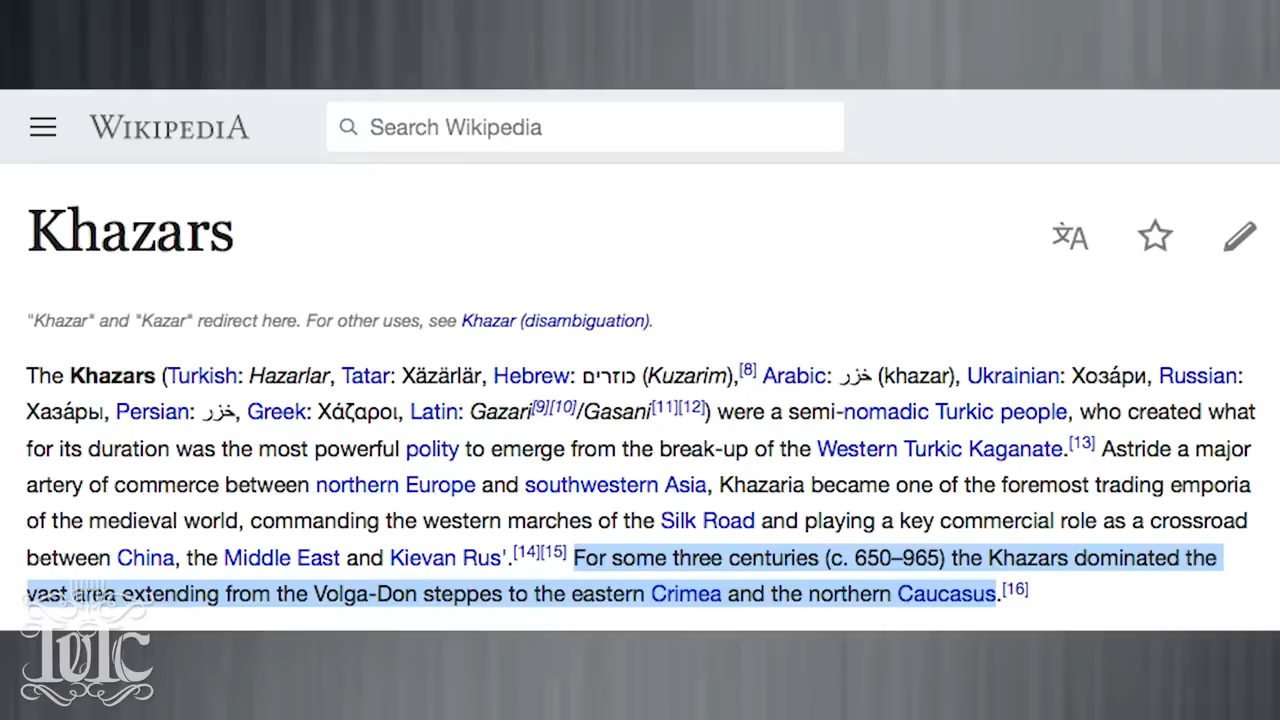 WIKIPEDIA
Search Wikipedia
Khazars
"Khazar" and "Kazar" redirect here. For other uses, see Khazar (disambiguation).
The Khazars (Turkish: Hazarlar, Tatar: Xäzärlär, Hebrew: כוזרים (Kuzarim),[8] Arabic: خزر (khazar), Ukrainian: Хоза́ри, Russian:
Хаза́ры, Persian: خزر, Greek: Χάζαροι, Latin: Gazari[9][10]/Gasani[11][12]) were a semi-nomadic Turkic people, who created what
for its duration was the most powerful polity to emerge from the break-up of the Western Turkic Kaganate.[13] Astride a major
artery of commerce between northern Europe and southwestern Asia, Khazaria became one of the foremost trading emporia
of the medieval world, commanding the western marches of the Silk Road and playing a key commercial role as a crossroad
between China, the Middle East and Kievan Rus'.[14][15] For some three centuries (c. 650–965) the Khazars dominated the
vast area extending from the Volga-Don steppes to the eastern Crimea and the northern Caucasus.[16]
IUIC